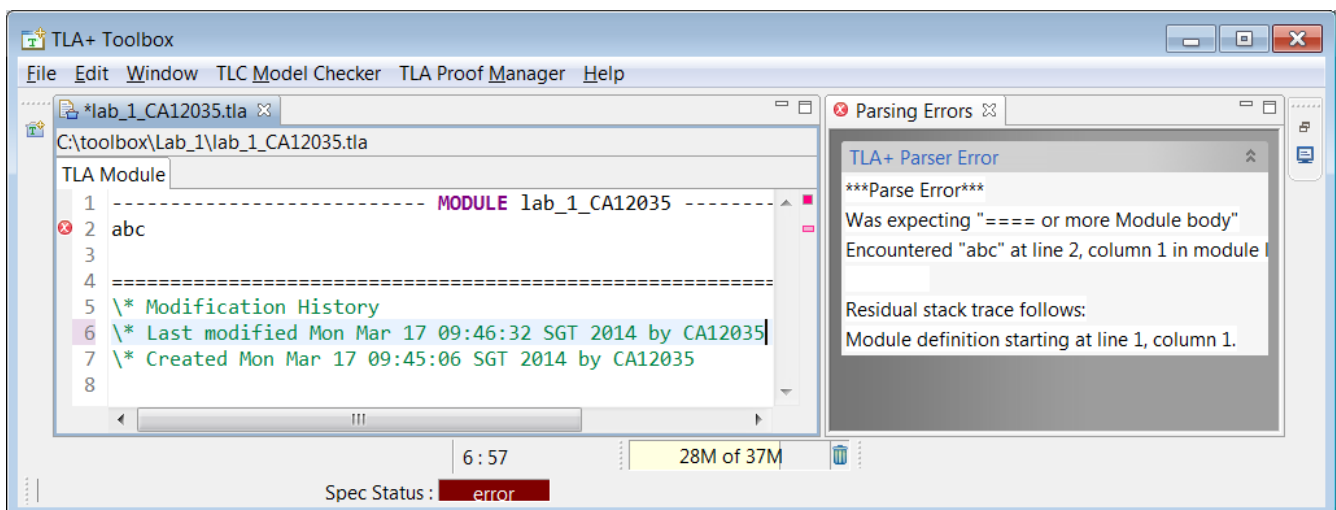 TLA+ Toolbox
File Edit Window TLC Model Checker TLA Proof Manager Help
*lab_1_CA12035.tla
C:\toolbox\Lab_1\lab_1_CA12035.tla
TLA Module
1 --------------------------- MODULE lab_1_CA12035 --------
2 abc
3
4 =========================================================
5 \* Modification History
6 \* Last modified Mon Mar 17 09:46:32 SGT 2014 by CA12035
7 \* Created Mon Mar 17 09:45:06 SGT 2014 by CA12035
8
Parsing Errors
TLA+ Parser Error
***Parse Error***
Was expecting "==== or more Module body"
Encountered "abc" at line 2, column 1 in module
Residual stack trace follows:
Module definition starting at line 1, column 1.
6 : 57
28M of 37M
Spec Status : error